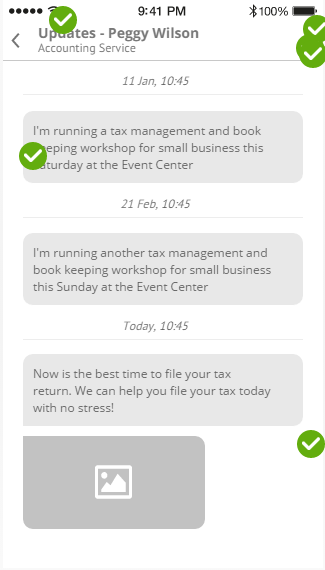 9:41 PM
100%
Updates - Peggy Wilson
Accounting Service
11 Jan, 10:45
I'm running a tax management and book
keeping workshop for small business this
Saturday at the Event Center
21 Feb, 10:45
I'm running another tax management and
book keeping workshop for small business
this Sunday at the Event Center
Today, 10:45
Now is the best time to file your tax
return. We can help you file your tax today
with no stress!